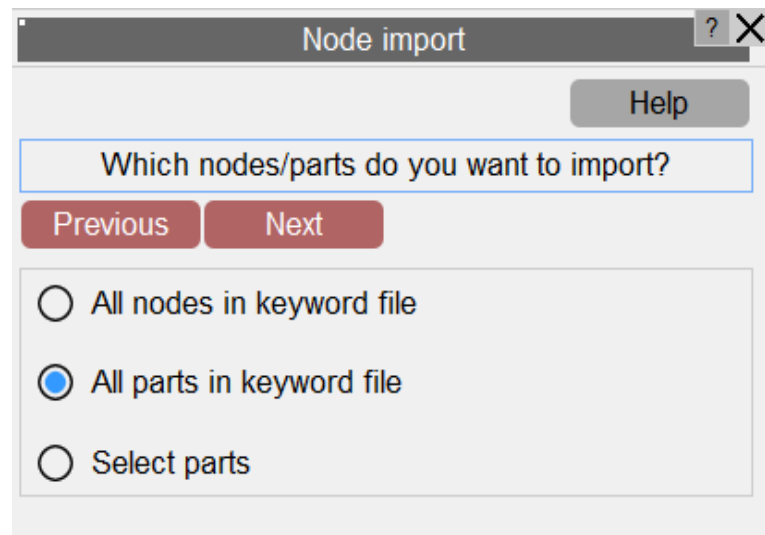 Node import
?
Help
Which nodes/parts do you want to import?
Previous Next
All nodes in keyword file
All parts in keyword file
Select parts